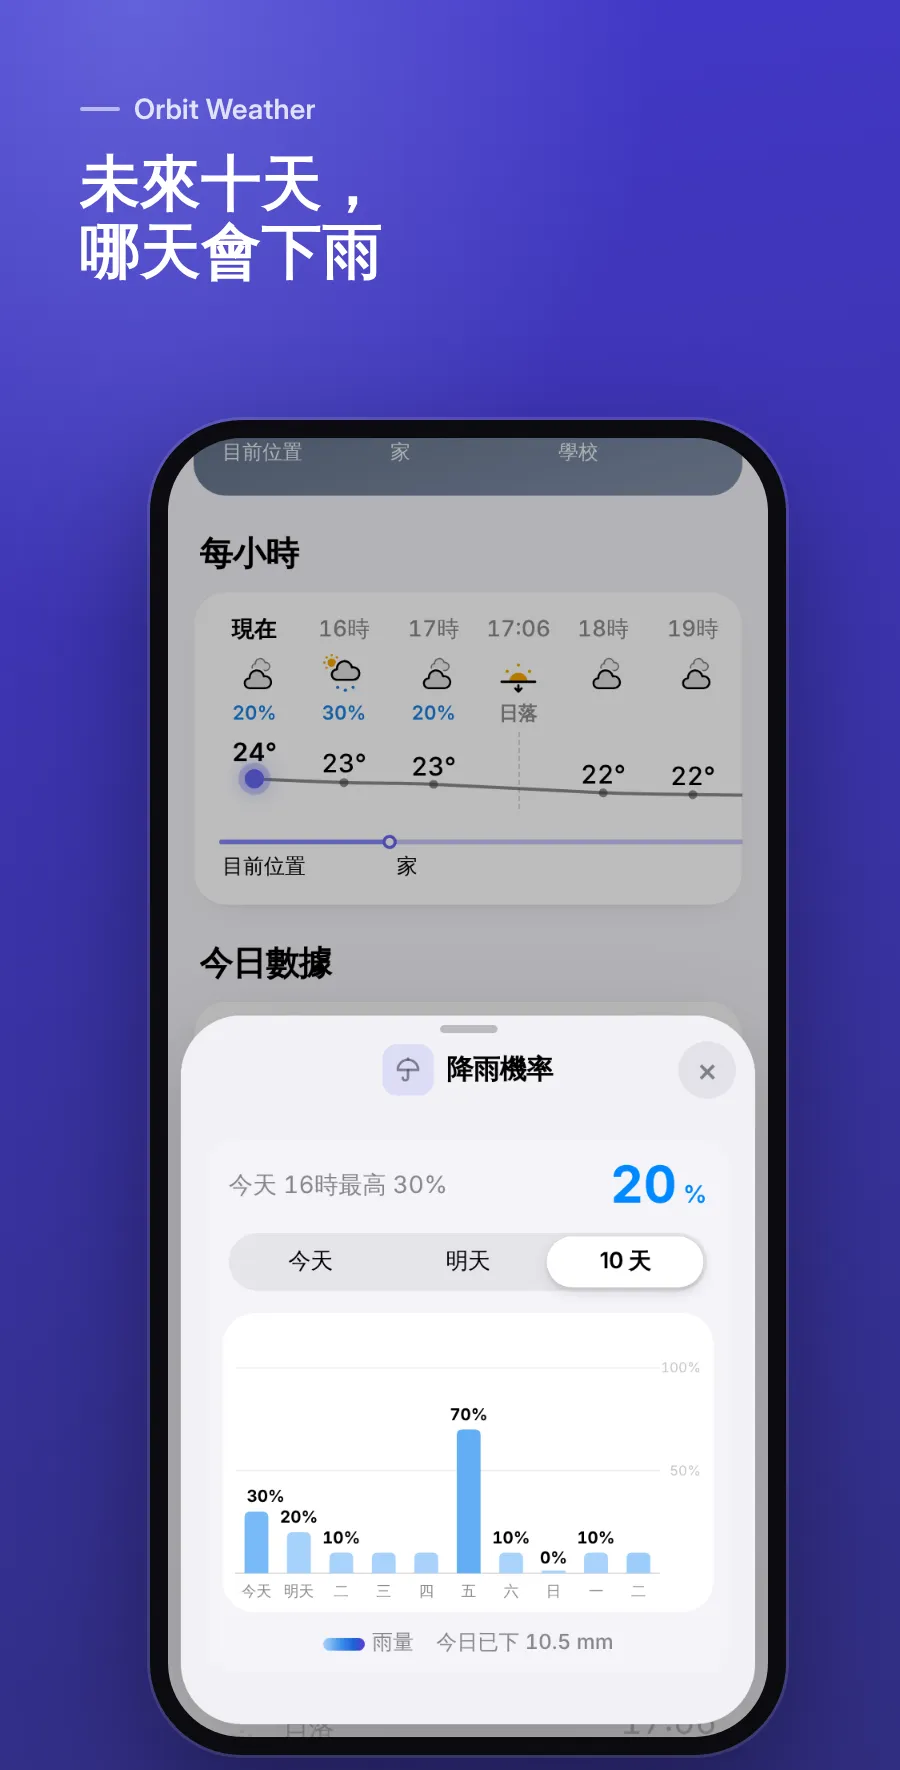 Orbit Weather
未來十天，
哪天會下雨
目前位置 家 學校
每小時
現在 16時 17時 17:06 18時 19時
20% 30% 20% 日落
24° 23° 23° 22° 22°
目前位置 家
今日數據
降雨機率
今天 16時最高 30% 20 %
今天 明天 10 天
100%
70%
50%
30% 20% 10% 10% 0% 10%
今天 明天 二 三 四 五 六 日 一 二
雨量 今日已下 10.5 mm
日落 17:06